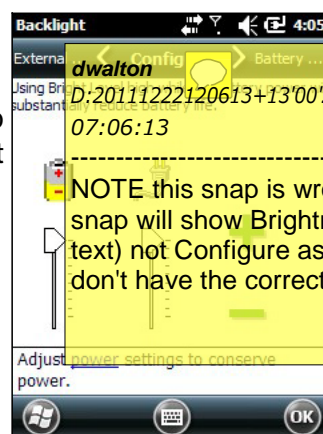 Backlight 4:05
Externa... Config Battery ...
Using Brig
substantially reduce battery life.
dwalton
D:20111222120613+13'00'
07:06:13
------------------------------
NOTE this snap is wro
snap will show Brightn
text) not Configure as
don't have the correct
Adjust power settings to conserve
power.
OK